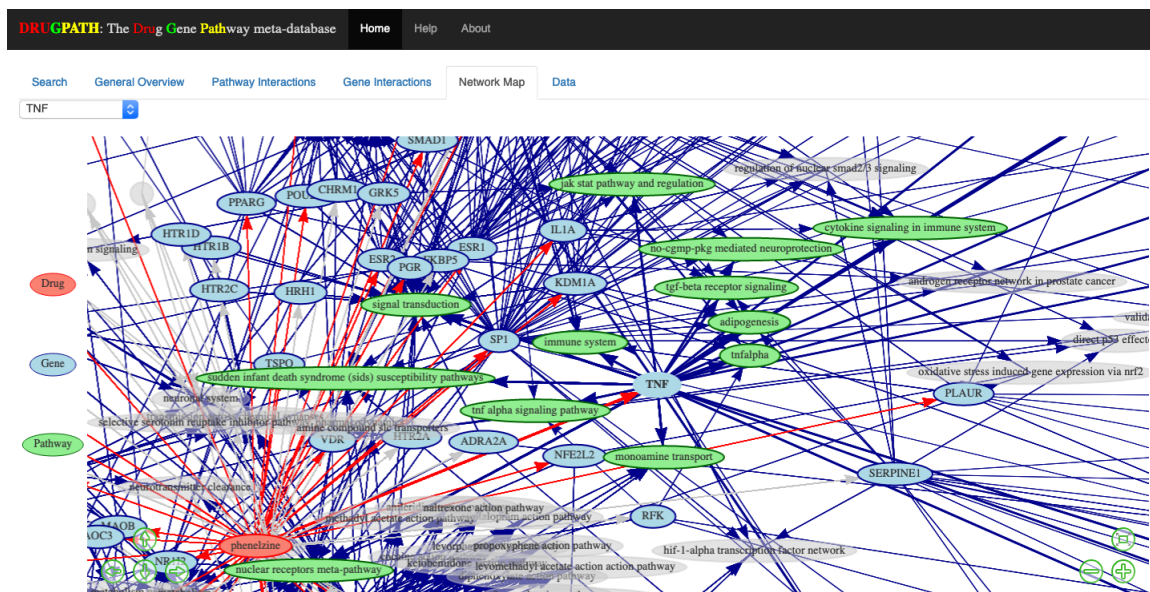 DRUGPATH: The Drug Gene Pathway meta-database
Home
Help
About
Search
General Overview
Pathway Interactions
Gene Interactions
Network Map
Data
TNF
SMAD1
regulation of nuclear smad2/3 signaling
jak stat pathway and regulation
CHRM1
GRK5
PPARG
HTR1D
IL1A
cytokine signaling in immune system
HTR1B
ESR1
no-cgmp-pkg mediated neuroprotection
PGR
Drug
HTR2C
HRH1
KDM1A
tgf-beta receptor signaling
androgen receptor network in prostate cancer
signal transduction
adipogenesis
SP1
immune system
tnfalpha
Gene
TSPO
sudden infant death syndrome (sids) susceptibility pathways
TNF
oxidative stress induced-gene expression via nrf2
neuronal system
PLAUR
tnf alpha signaling pathway
Pathway
amine compound slc transporters
VDR
HTR2A
ADRA2A
NFE2L2
monoamine transport
SERPINE1
neurotransmitter clearance
naltrexone action pathway
RFK
MAOB
phenelzine
propoxyphene action pathway
hif-1-alpha transcription factor network
nuclear receptors meta-pathway
levomethadyl acetate action action pathway